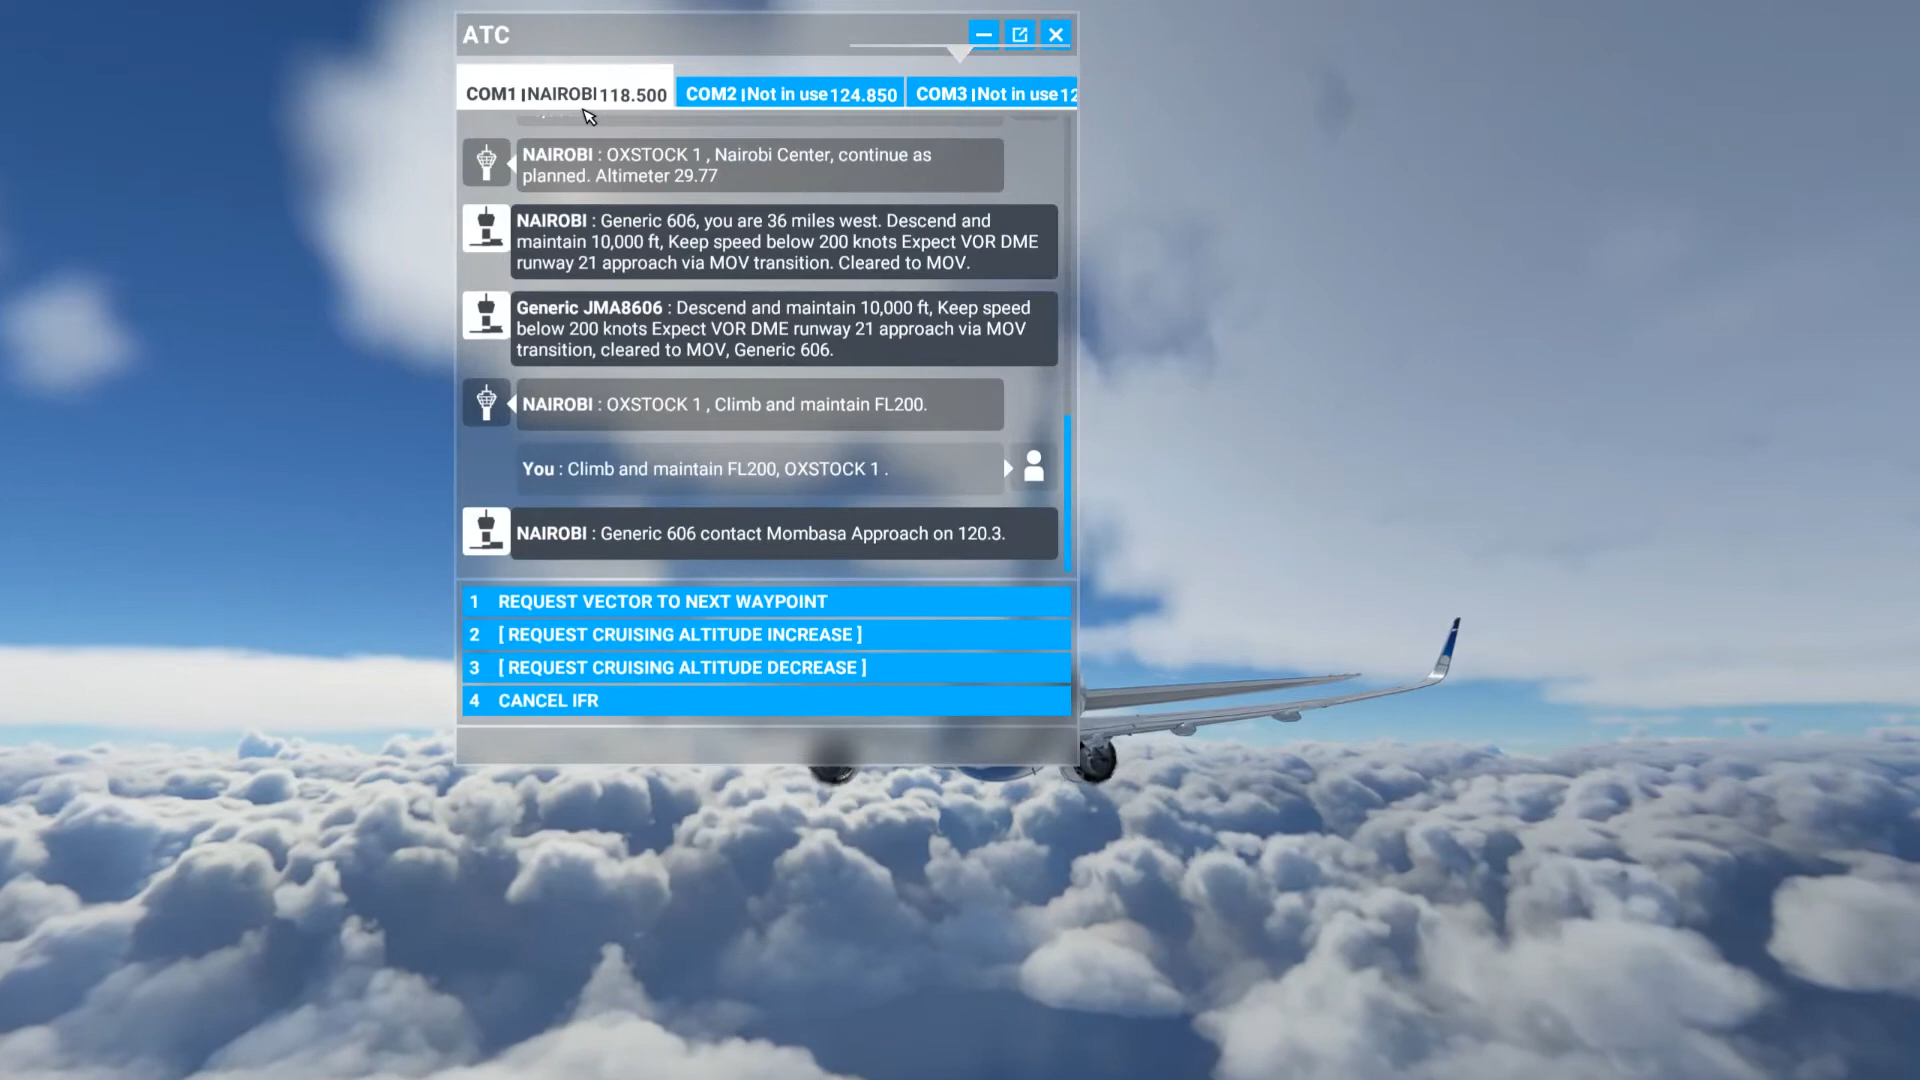 ATC
COM1 |NAIROBI 118.500 COM2 |Not in use 124.850 COM3 |Not in use 12
NAIROBI : OXSTOCK 1 , Nairobi Center, continue as
planned. Altimeter 29.77
NAIROBI : Generic 606, you are 36 miles west. Descend and
maintain 10,000 ft, Keep speed below 200 knots Expect VOR DME
runway 21 approach via MOV transition. Cleared to MOV.
Generic JMA8606 : Descend and maintain 10,000 ft, Keep speed
below 200 knots Expect VOR DME runway 21 approach via MOV
transition, cleared to MOV, Generic 606.
NAIROBI : OXSTOCK 1 , Climb and maintain FL200.
You : Climb and maintain FL200, OXSTOCK 1 .
NAIROBI : Generic 606 contact Mombasa Approach on 120.3.
1 REQUEST VECTOR TO NEXT WAYPOINT
2 [ REQUEST CRUISING ALTITUDE INCREASE ]
3 [ REQUEST CRUISING ALTITUDE DECREASE ]
4 CANCEL IFR